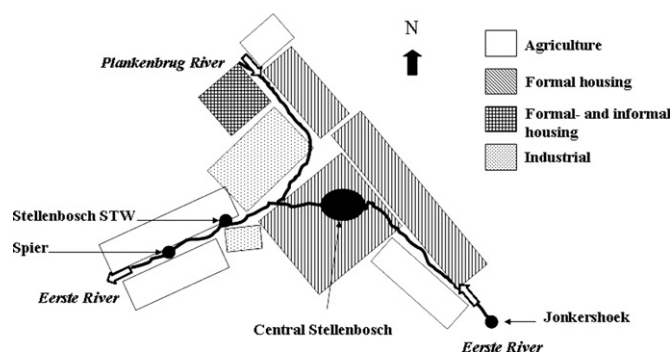 N
Plankenbrug River
Agriculture
Formal housing
Formal- and informal
housing
Industrial
Stellenbosch STW
Spier
Eerste River
Central Stellenbosch
Jonkershoek
Eerste River